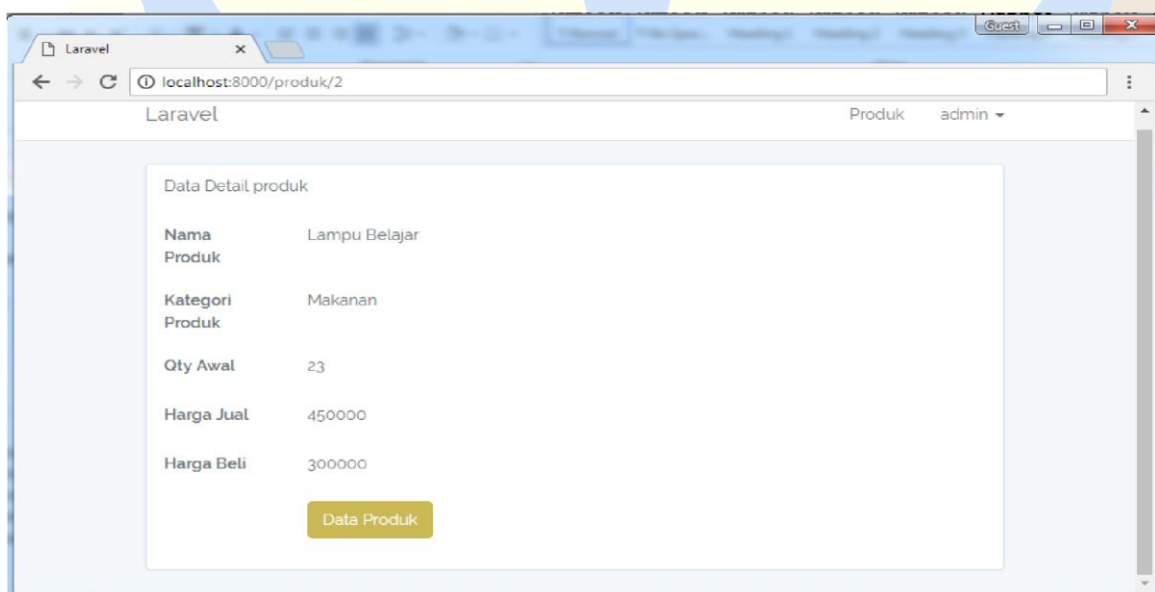 Guest
Laravel
localhost:8000/produk/2
Laravel
Produk
admin
Data Detail produk
Nama Produk
Lampu Belajar
Kategori Produk
Makanan
Qty Awal
23
Harga Jual
450000
Harga Beli
300000
Data Produk